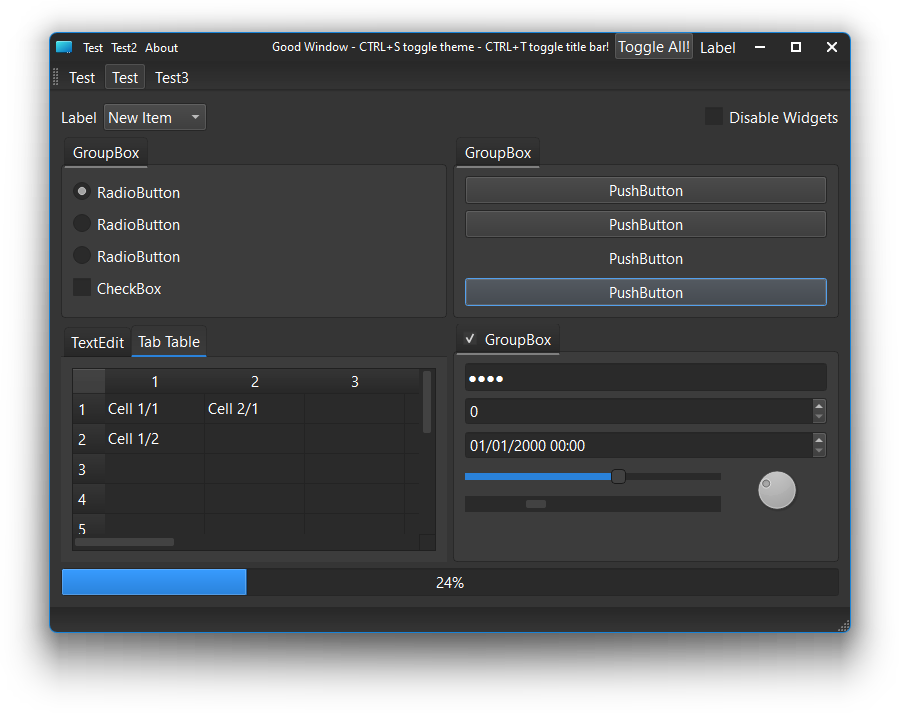 Test Test2 About Good Window - CTRL+S toggle theme - CTRL+T toggle title bar! Toggle All! Label
Test Test Test3
Label New Item Disable Widgets
GroupBox
RadioButton
RadioButton
RadioButton
CheckBox
GroupBox
PushButton
PushButton
PushButton
PushButton
TextEdit Tab Table
1 2 3
1 Cell 1/1 Cell 2/1
2 Cell 1/2
3
4
5
GroupBox
0
01/01/2000 00:00
24%